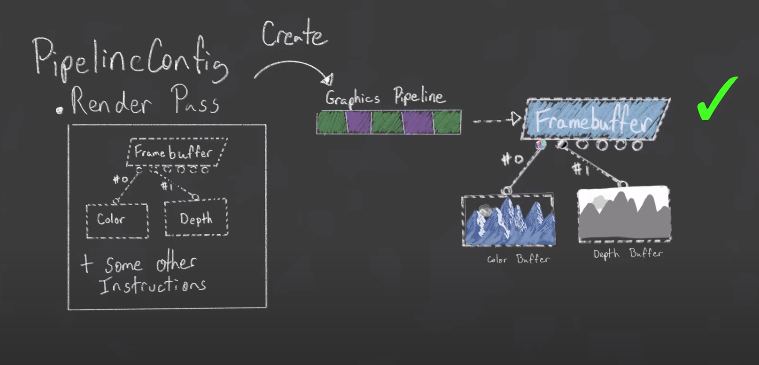 Create
PipelineConfig
• Render Pass
Graphics Pipeline
Framebuffer
Framebuffer
#0
#1
Color
Depth
+ Some other
Instructions
#0
#1
Color Buffer
Depth Buffer